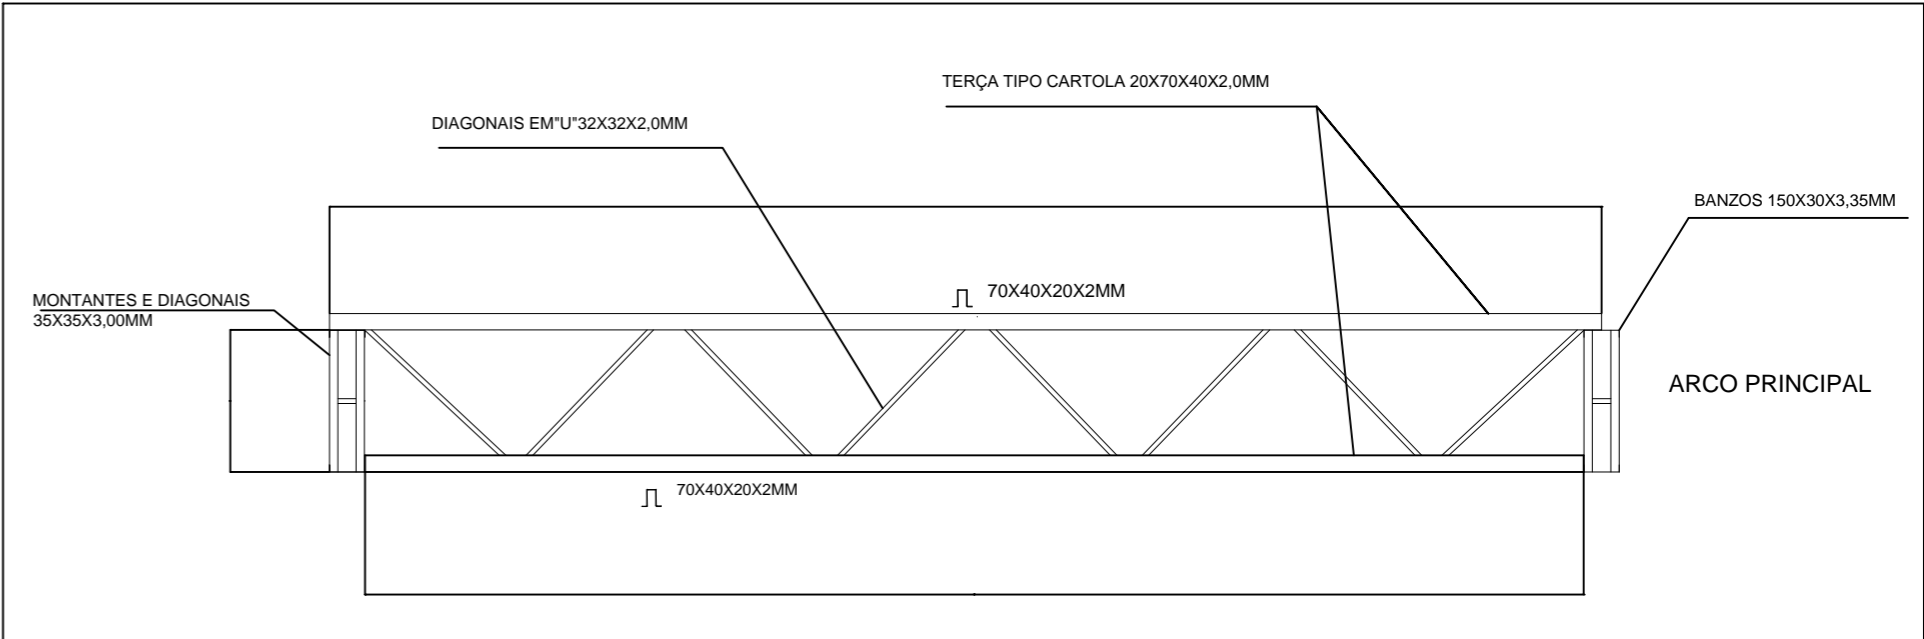 TERÇA TIPO CARTOLA 20X70X40X2,0MM
DIAGONAIS EM"U"32X32X2,0MM
BANZOS 150X30X3,35MM
70X40X20X2MM
MONTANTES E DIAGONAIS
35X35X3,00MM
ARCO PRINCIPAL
70X40X20X2MM